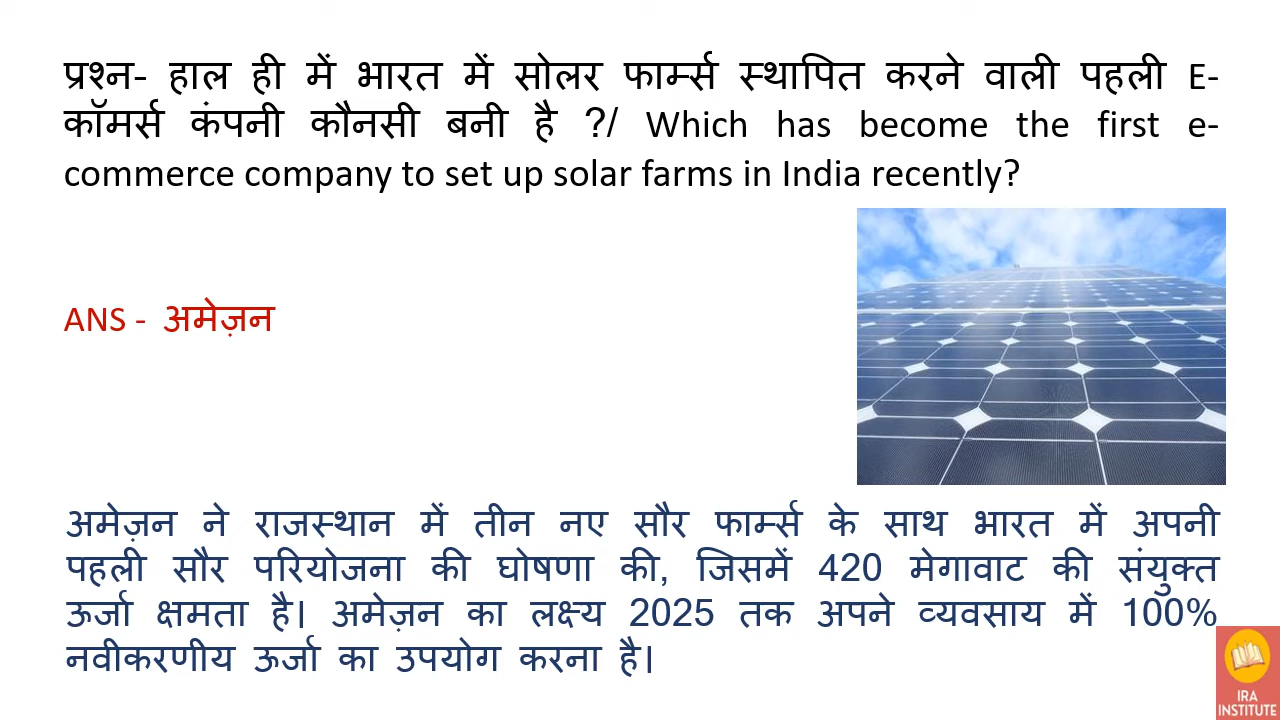 प्रश्न- हाल ही में भारत में सोलर फार्म्स स्थापित करने वाली पहली E-
कॉमर्स कंपनी कौनसी बनी है ?/ Which has become the first e-
commerce company to set up solar farms in India recently?
ANS - अमेज़न
अमेज़न ने राजस्थान में तीन नए सौर फार्म्स के साथ भारत में अपनी
पहली सौर परियोजना की घोषणा की, जिसमें 420 मेगावाट की संयुक्त
ऊर्जा क्षमता है। अमेज़न का लक्ष्य 2025 तक अपने व्यवसाय में 100%
नवीकरणीय ऊर्जा का उपयोग करना है।
IRA
INSTITUTE